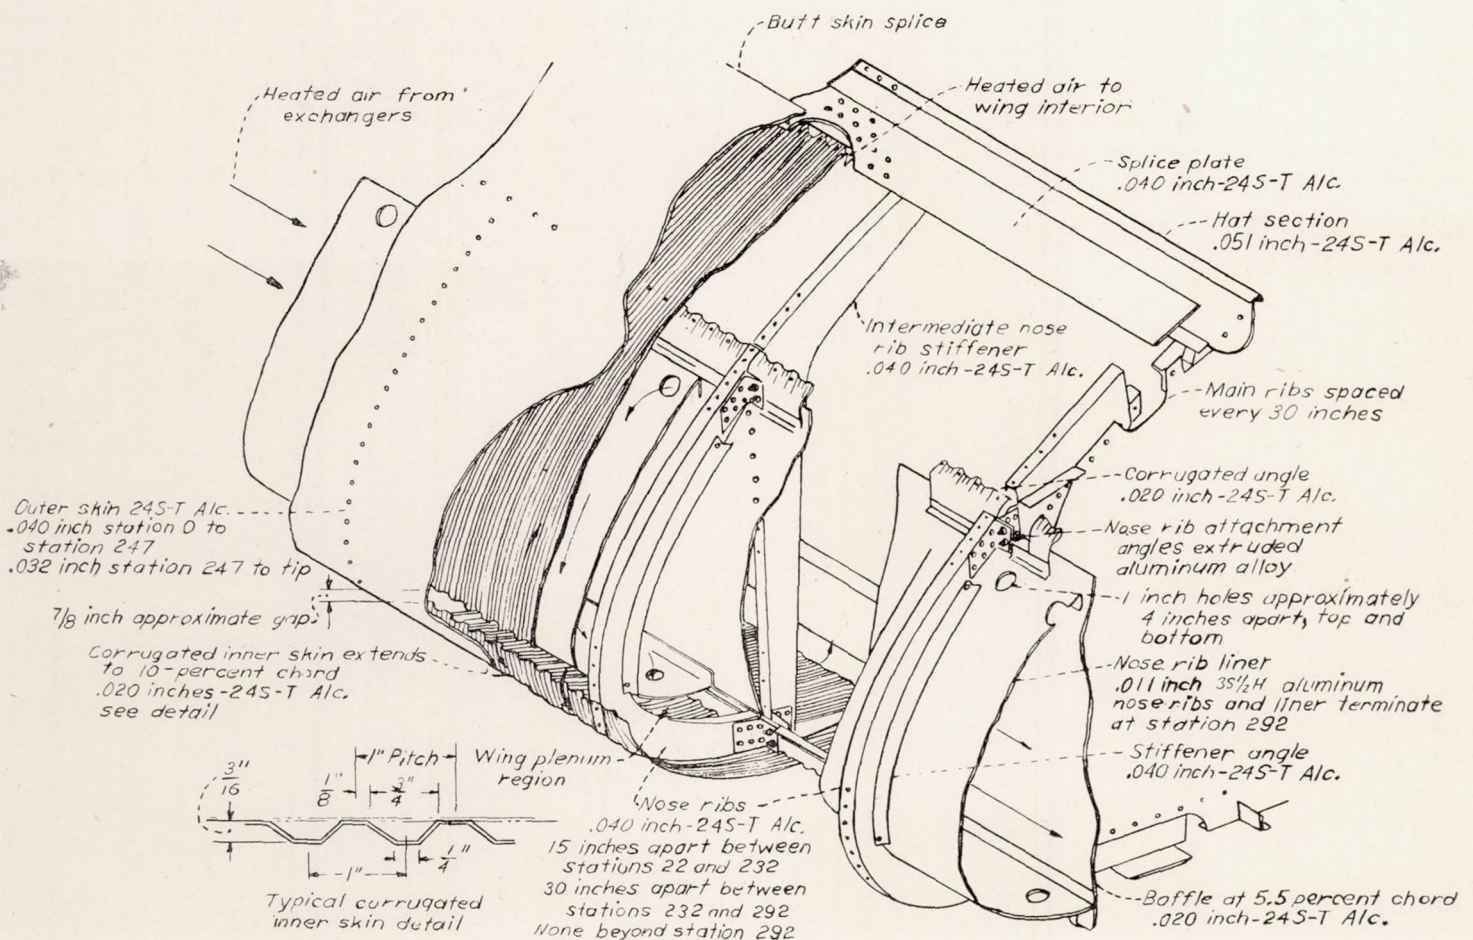 Butt skin splice
Heated air from
exchangers
Heated air to
wing interior
Splice plate
.040 inch-24S-T Alc.
Hat section
.051 inch-24S-T Alc.
Intermediate nose
rib stiffener
.040 inch-24S-T Alc.
Main ribs spaced
every 30 inches
Corrugated angle
.020 inch-24S-T Alc.
Nose rib attachment
angles extruded
aluminum alloy
1 inch holes approximately
4 inches apart, top and
bottom
Nose rib liner
.011 inch 3S½H aluminum
nose ribs and liner terminate
at station 292
Stiffener angle
.040 inch-24S-T Alc.
Baffle at 5.5 percent chord
.020 inch-24S-T Alc.
Outer skin 24S-T Alc.
.040 inch station 0 to
station 247
.032 inch station 247 to tip
7/8 inch approximate gap
Corrugated inner skin extends
to 10-percent chord
.020 inches-24S-T Alc.
see detail
Wing plenum
region
Nose ribs
.040 inch-24S-T Alc.
15 inches apart between
stations 22 and 232
30 inches apart between
stations 232 and 292
None beyond station 292
3/16"
1/8"
1" Pitch
3/4"
1"
1/4"
Typical corrugated
inner skin detail